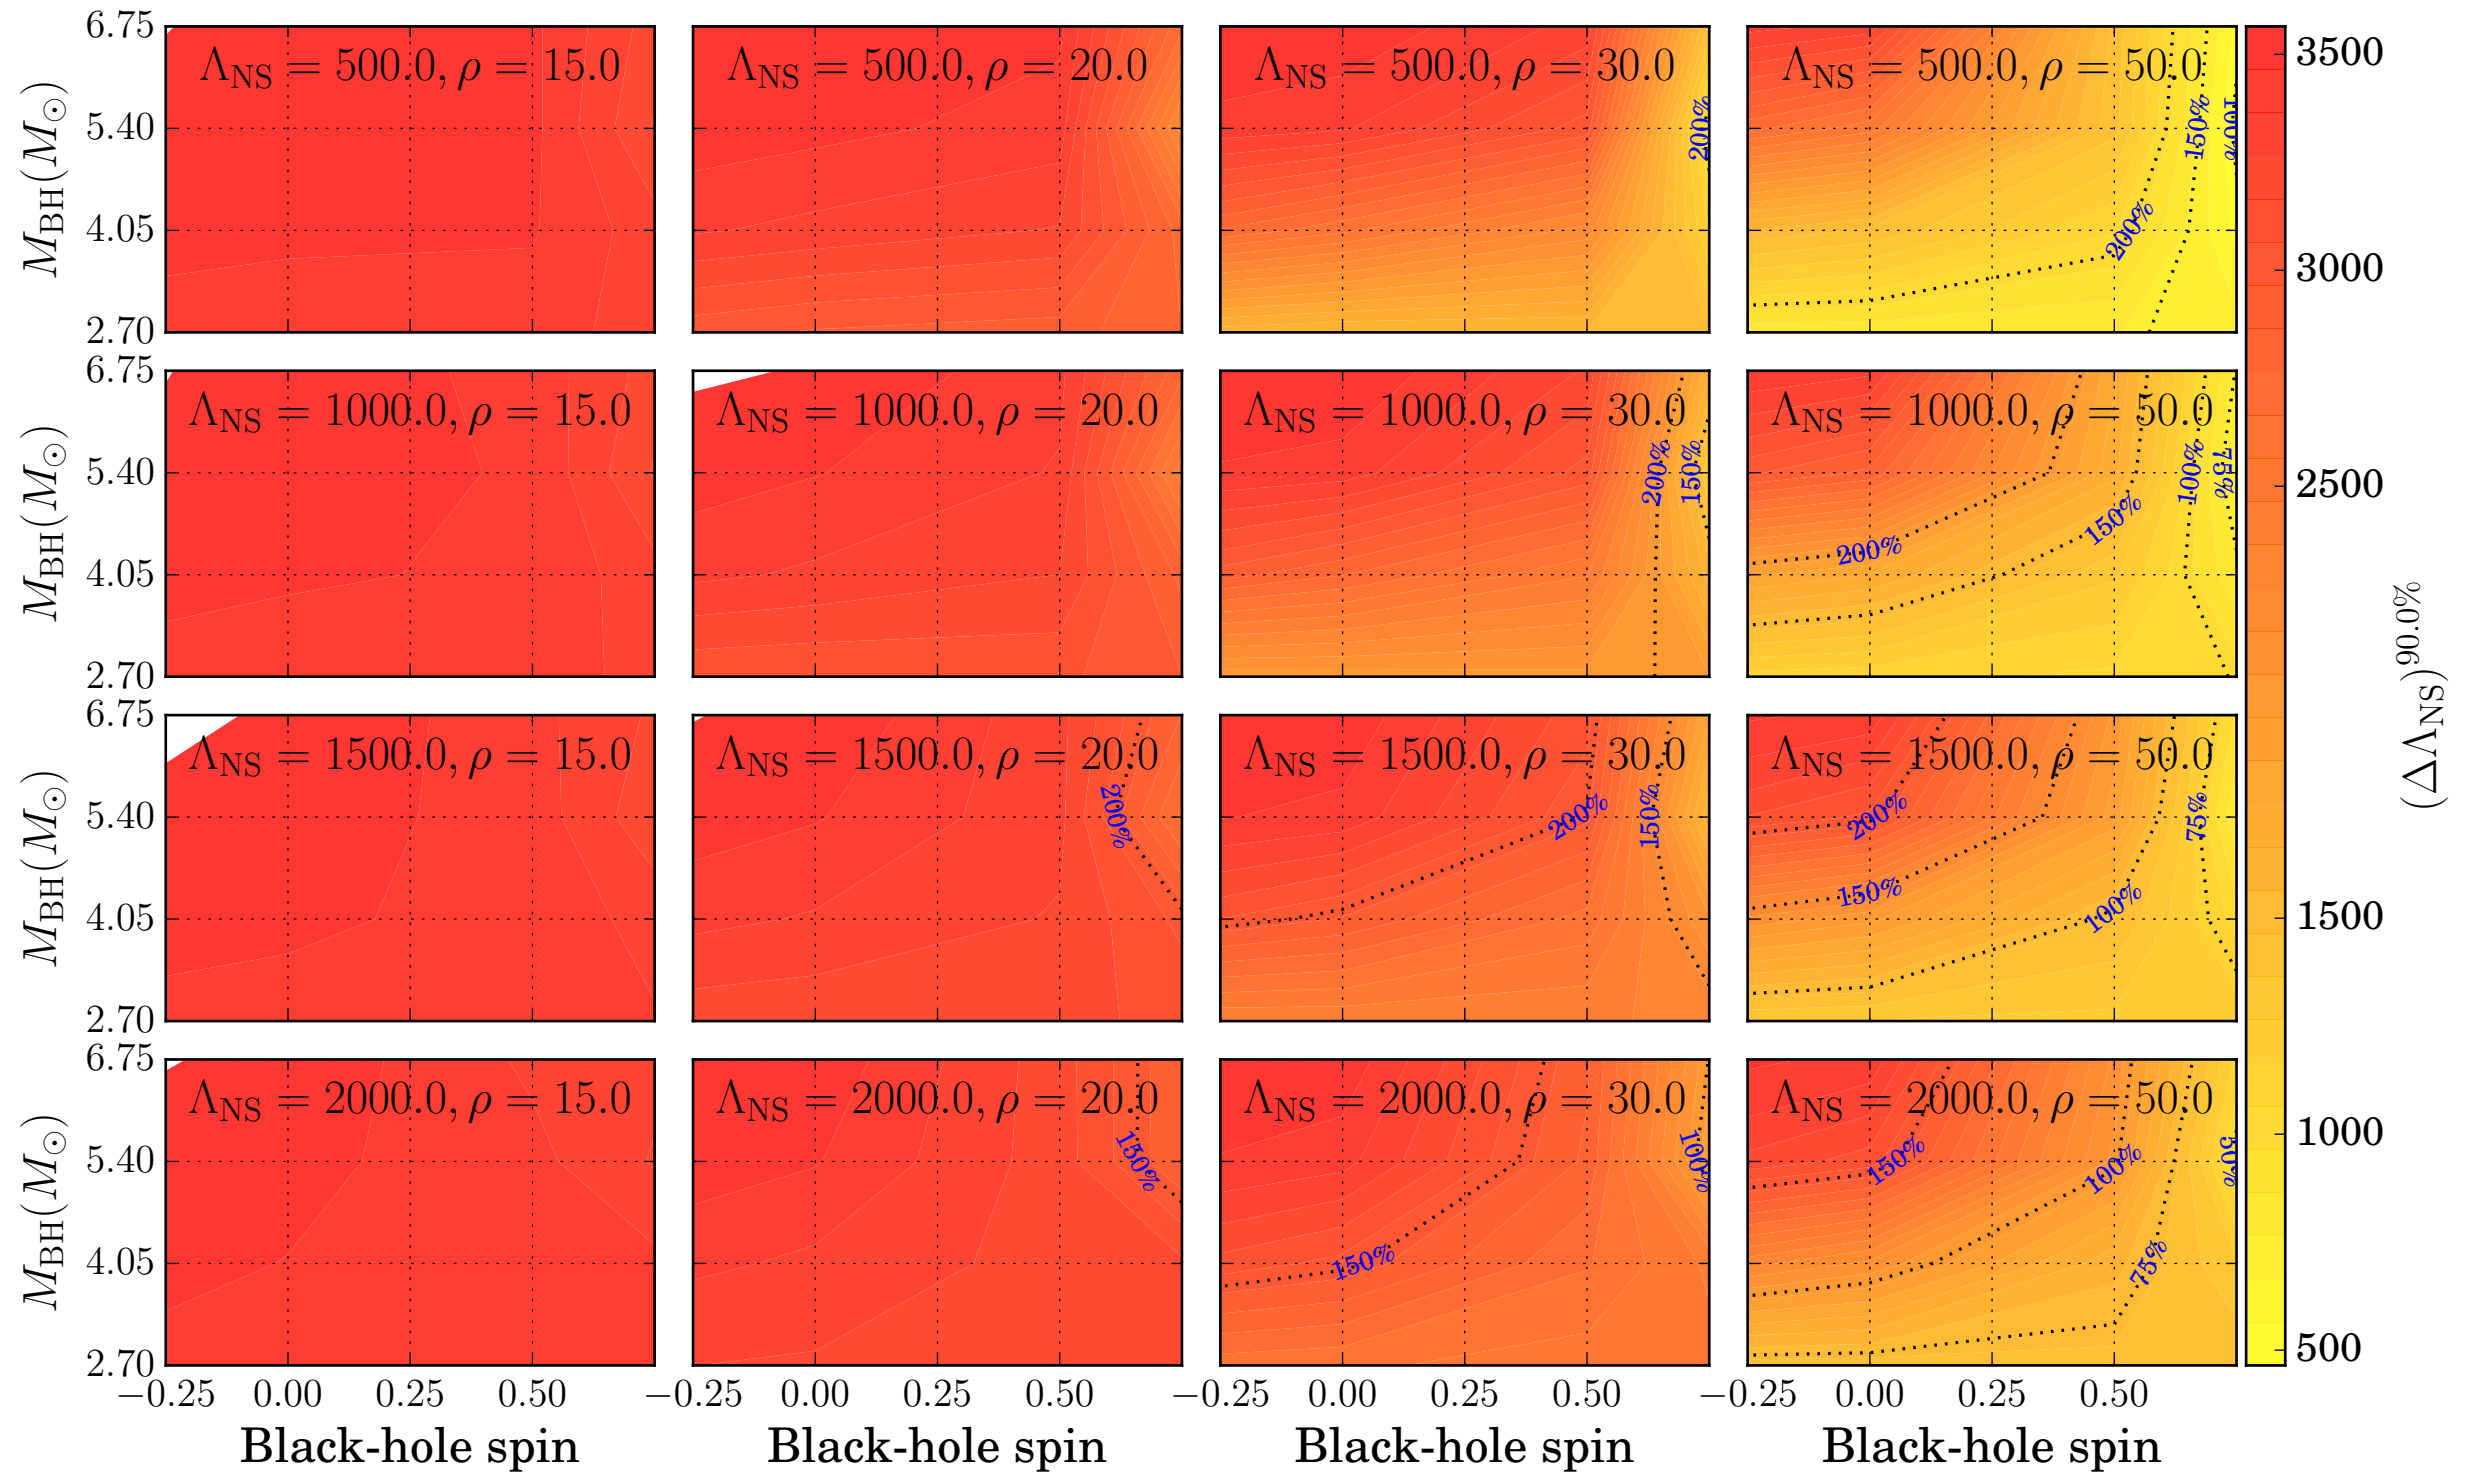 6.75
5.40
4.05
2.70
M_BH(M_⊙)
Λ_NS = 500.0, ρ = 15.0
Λ_NS = 500.0, ρ = 20.0
Λ_NS = 500.0, ρ = 30.0
200%
Λ_NS = 500.0, ρ = 50.0
200%
150%
100%
6.75
5.40
4.05
2.70
M_BH(M_⊙)
Λ_NS = 1000.0, ρ = 15.0
Λ_NS = 1000.0, ρ = 20.0
Λ_NS = 1000.0, ρ = 30.0
200%
150%
Λ_NS = 1000.0, ρ = 50.0
200%
150%
100%
75%
6.75
5.40
4.05
2.70
M_BH(M_⊙)
Λ_NS = 1500.0, ρ = 15.0
Λ_NS = 1500.0, ρ = 20.0
200%
Λ_NS = 1500.0, ρ = 30.0
200%
150%
Λ_NS = 1500.0, ρ = 50.0
200%
150%
100%
75%
6.75
5.40
4.05
2.70
M_BH(M_⊙)
Λ_NS = 2000.0, ρ = 15.0
Λ_NS = 2000.0, ρ = 20.0
150%
Λ_NS = 2000.0, ρ = 30.0
150%
100%
Λ_NS = 2000.0, ρ = 50.0
150%
100%
75%
50%
−0.25 0.00 0.25 0.50
−0.25 0.00 0.25 0.50
−0.25 0.00 0.25 0.50
−0.25 0.00 0.25 0.50
Black-hole spin
Black-hole spin
Black-hole spin
Black-hole spin
3500
3000
2500
1500
1000
500
(ΔΛ_NS)^90.0%